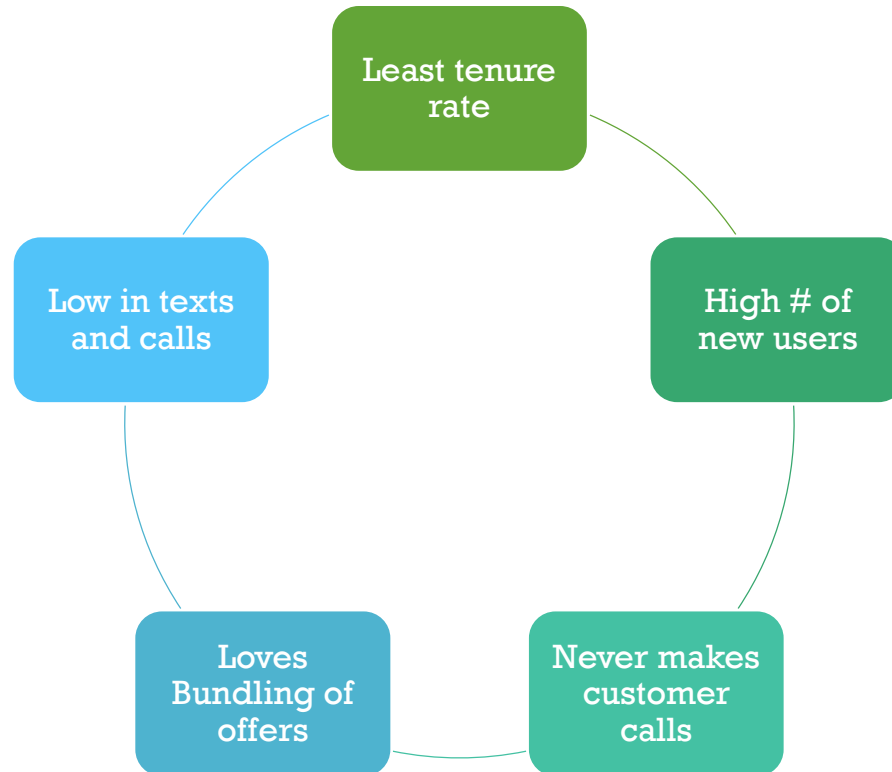 Least tenure
rate
High # of
new users
Never makes
customer
calls
Loves
Bundling of
offers
Low in texts
and calls